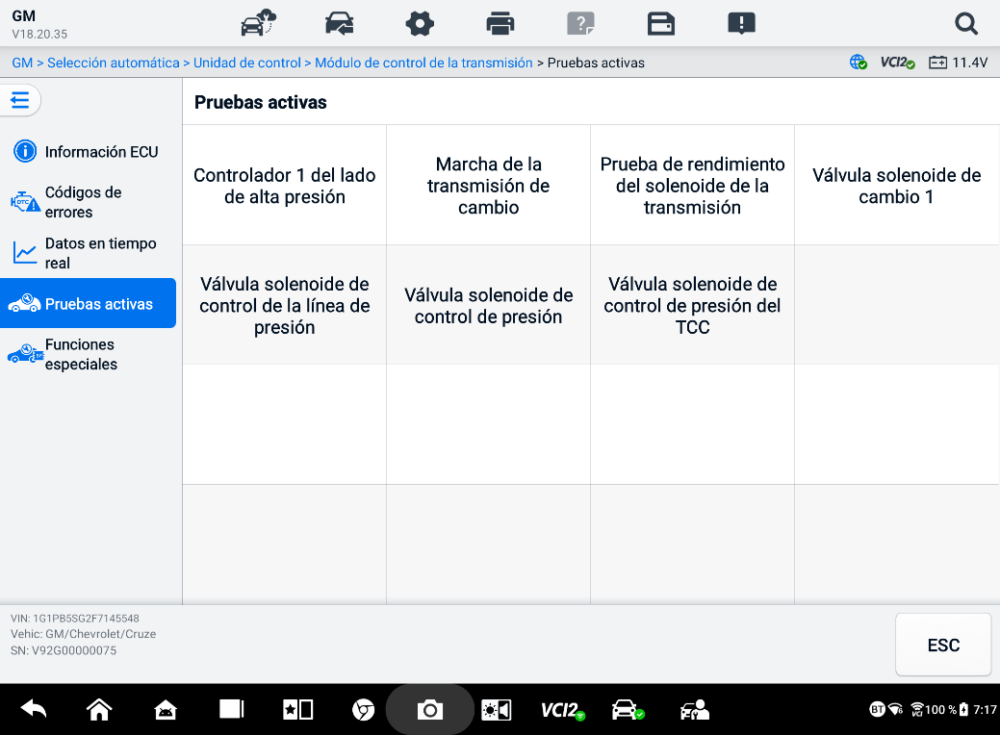 GM
V18.20.35
GM > Selección automática > Unidad de control > Módulo de control de la transmisión > Pruebas activas
VCI2
11.4V
Pruebas activas
Información ECU
Códigos de
errores
Datos en tiempo
real
Pruebas activas
Funciones
especiales
Controlador 1 del lado
de alta presión
Marcha de la
transmisión de
cambio
Prueba de rendimiento
del solenoide de la
transmisión
Válvula solenoide de
cambio 1
Válvula solenoide de
control de la línea de
presión
Válvula solenoide de
control de presión
Válvula solenoide de
control de presión del
TCC
VIN: 1G1PB5SG2F7145548
Vehic: GM/Chevrolet/Cruze
SN: V92G00000075
ESC
VCI2
BT
6
VCI
100 %
7:17